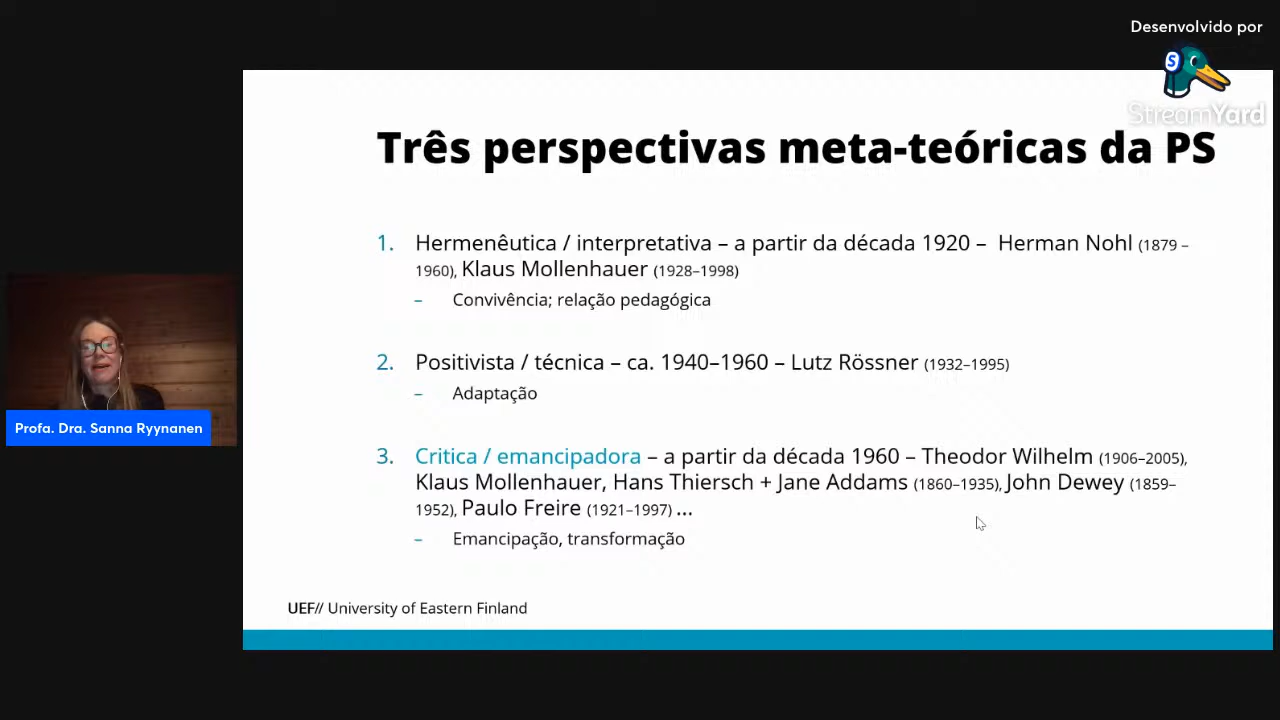 Desenvolvido por
S
StreamYard
Três perspectivas meta-teóricas da PS
1. Hermenêutica / interpretativa – a partir da década 1920 – Herman Nohl (1879 –
1960), Klaus Mollenhauer (1928–1998)
– Convivência; relação pedagógica
2. Positivista / técnica – ca. 1940–1960 – Lutz Rössner (1932–1995)
– Adaptação
3. Critica / emancipadora – a partir da década 1960 – Theodor Wilhelm (1906–2005),
Klaus Mollenhauer, Hans Thiersch + Jane Addams (1860–1935), John Dewey (1859–
1952), Paulo Freire (1921–1997) ...
– Emancipação, transformação
Profa. Dra. Sanna Ryynanen
UEF// University of Eastern Finland